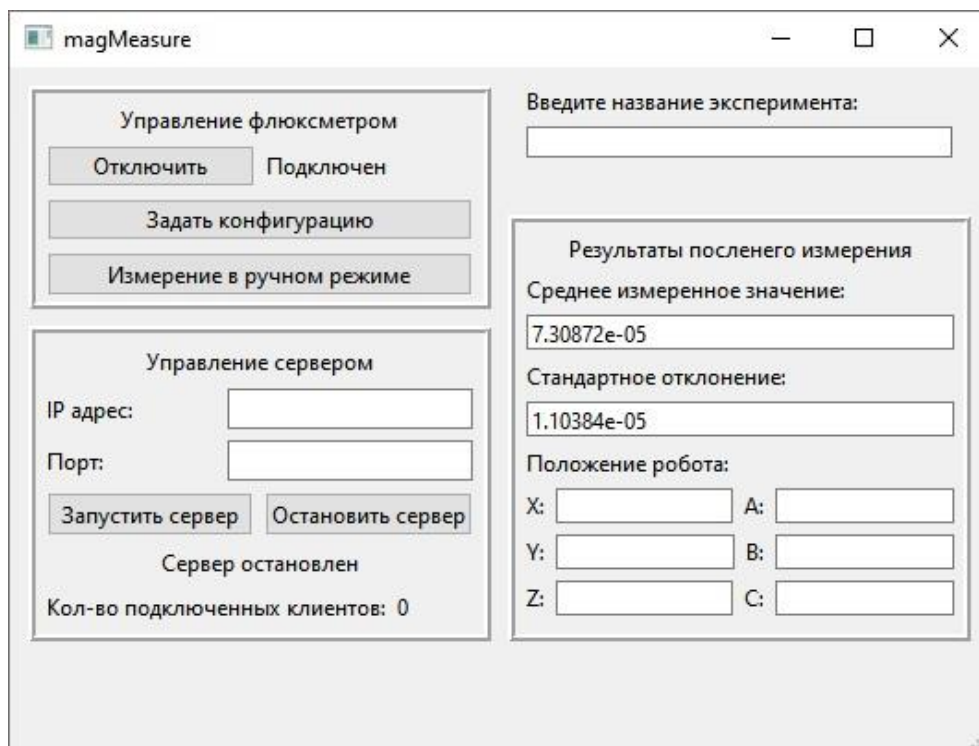 magMeasure
Управление флюксметром
Отключить Подключен
Задать конфигурацию
Измерение в ручном режиме
Управление сервером
IP адрес:
Порт:
Запустить сервер Остановить сервер
Сервер остановлен
Кол-во подключенных клиентов: 0
Введите название эксперимента:
Результаты посленего измерения
Среднее измеренное значение:
7.30872e-05
Стандартное отклонение:
1.10384e-05
Положение робота:
X: A:
Y: B:
Z: C: